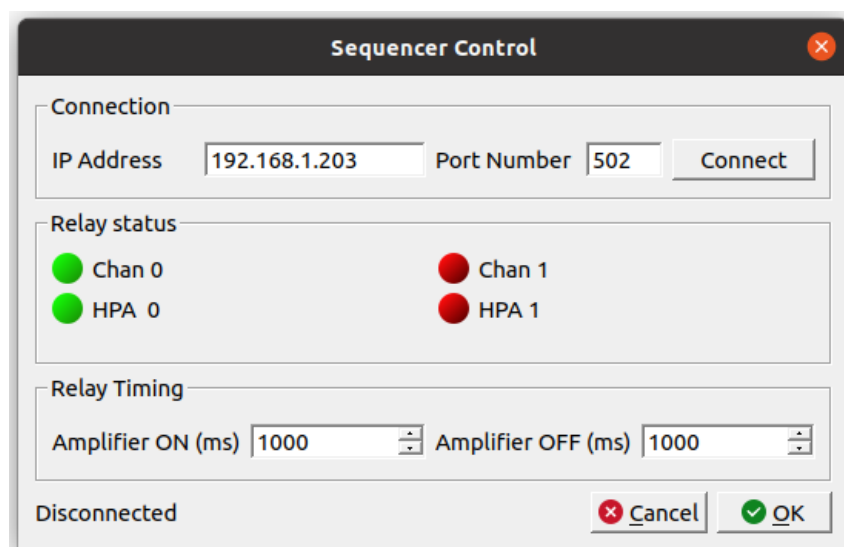 Sequencer Control
Connection
IP Address 192.168.1.203 Port Number 502 Connect
Relay status
Chan 0 Chan 1
HPA 0 HPA 1
Relay Timing
Amplifier ON (ms) 1000 Amplifier OFF (ms) 1000
Disconnected Cancel OK